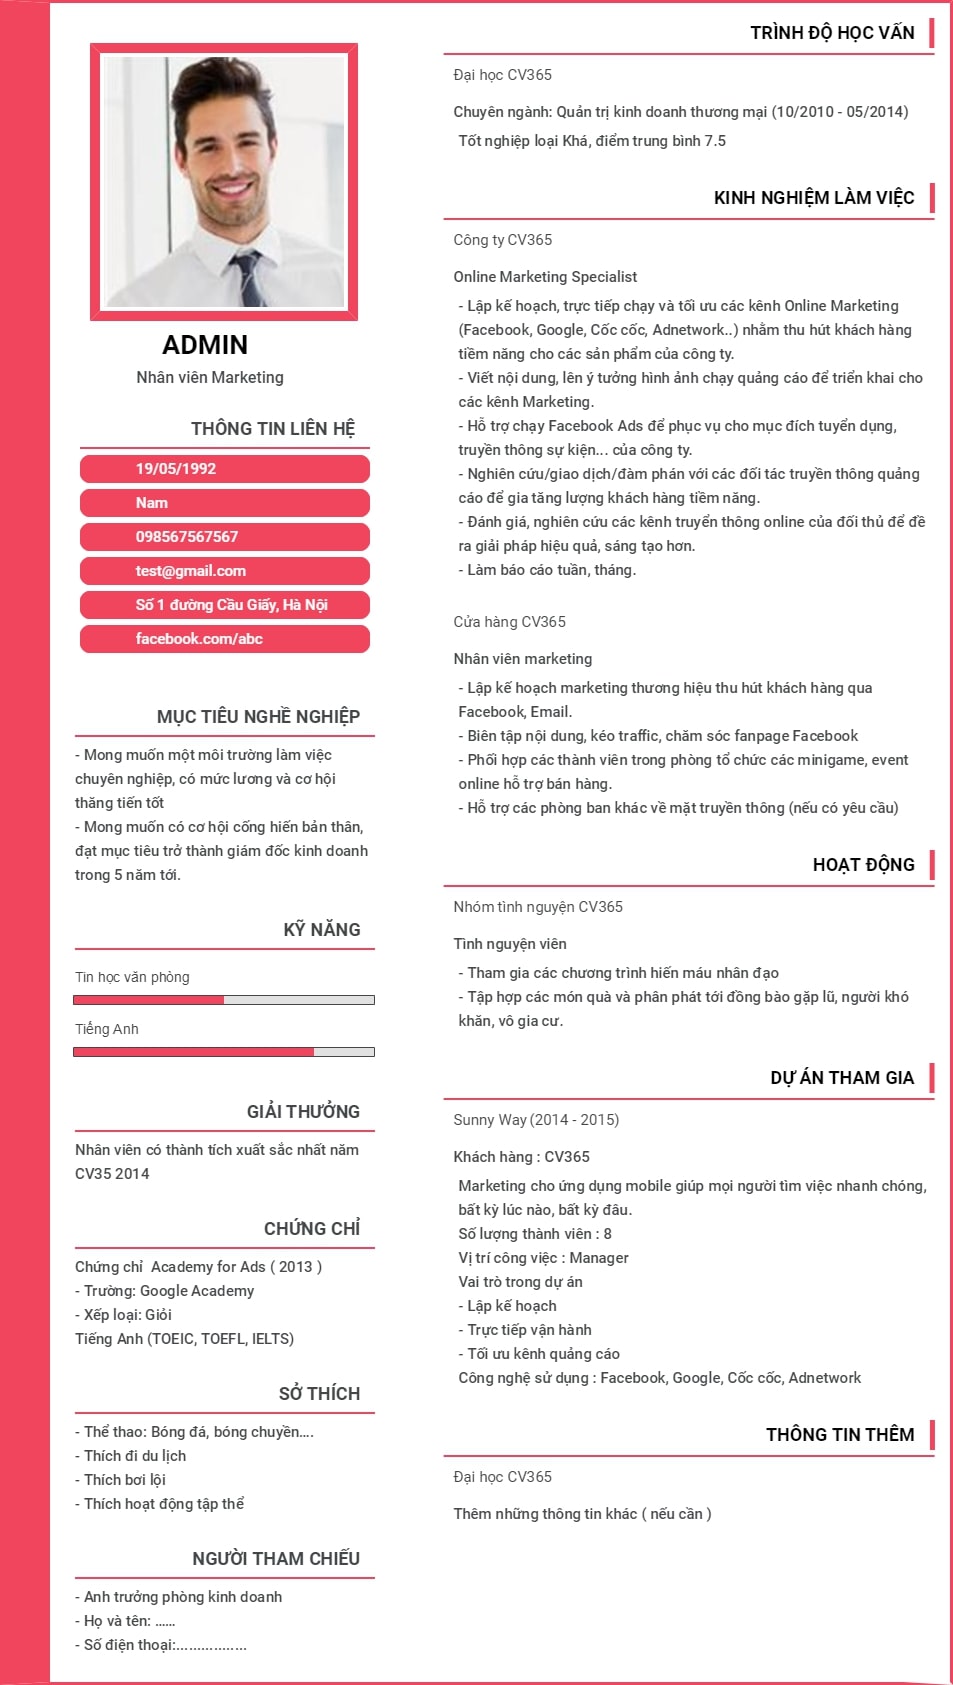 ADMIN
Nhân viên Marketing
THÔNG TIN LIÊN HỆ
19/05/1992
Nam
098567567567
test@gmail.com
Số 1 đường Cầu Giấy, Hà Nội
facebook.com/abc
MỤC TIÊU NGHỀ NGHIỆP
- Mong muốn một môi trường làm việc
chuyên nghiệp, có mức lương và cơ hội
thăng tiến tốt
- Mong muốn có cơ hội cống hiến bản thân,
đạt mục tiêu trở thành giám đốc kinh doanh
trong 5 năm tới.
KỸ NĂNG
Tin học văn phòng
Tiếng Anh
GIẢI THƯỞNG
Nhân viên có thành tích xuất sắc nhất năm
CV35 2014
CHỨNG CHỈ
Chứng chỉ  Academy for Ads ( 2013 )
- Trường: Google Academy
- Xếp loại: Giỏi
Tiếng Anh (TOEIC, TOEFL, IELTS)
SỞ THÍCH
- Thể thao: Bóng đá, bóng chuyền....
- Thích đi du lịch
- Thích bơi lội
- Thích hoạt động tập thể
NGƯỜI THAM CHIẾU
- Anh trưởng phòng kinh doanh
- Họ và tên: ......
- Số điện thoại:................
TRÌNH ĐỘ HỌC VẤN
Đại học CV365
Chuyên ngành: Quản trị kinh doanh thương mại (10/2010 - 05/2014)
Tốt nghiệp loại Khá, điểm trung bình 7.5
KINH NGHIỆM LÀM VIỆC
Công ty CV365
Online Marketing Specialist
- Lập kế hoạch, trực tiếp chạy và tối ưu các kênh Online Marketing
(Facebook, Google, Cốc cốc, Adnetwork..) nhằm thu hút khách hàng
tiềm năng cho các sản phẩm của công ty.
- Viết nội dung, lên ý tưởng hình ảnh chạy quảng cáo để triển khai cho
các kênh Marketing.
- Hỗ trợ chạy Facebook Ads để phục vụ cho mục đích tuyển dụng,
truyền thông sự kiện... của công ty.
- Nghiên cứu/giao dịch/đàm phán với các đối tác truyền thông quảng
cáo để gia tăng lượng khách hàng tiềm năng.
- Đánh giá, nghiên cứu các kênh truyển thông online của đối thủ để đề
ra giải pháp hiệu quả, sáng tạo hơn.
- Làm báo cáo tuần, tháng.
Cửa hàng CV365
Nhân viên marketing
- Lập kế hoạch marketing thương hiệu thu hút khách hàng qua
Facebook, Email.
- Biên tập nội dung, kéo traffic, chăm sóc fanpage Facebook
- Phối hợp các thành viên trong phòng tổ chức các minigame, event
online hỗ trợ bán hàng.
- Hỗ trợ các phòng ban khác về mặt truyền thông (nếu có yêu cầu)
HOẠT ĐỘNG
Nhóm tình nguyện CV365
Tình nguyện viên
- Tham gia các chương trình hiến máu nhân đạo
- Tập hợp các món quà và phân phát tới đồng bào gặp lũ, người khó
khăn, vô gia cư.
DỰ ÁN THAM GIA
Sunny Way (2014 - 2015)
Khách hàng : CV365
Marketing cho ứng dụng mobile giúp mọi người tìm việc nhanh chóng,
bất kỳ lúc nào, bất kỳ đâu.
Số lượng thành viên : 8
Vị trí công việc : Manager
Vai trò trong dự án
- Lập kế hoạch
- Trực tiếp vận hành
- Tối ưu kênh quảng cáo
Công nghệ sử dụng : Facebook, Google, Cốc cốc, Adnetwork
THÔNG TIN THÊM
Đại học CV365
Thêm những thông tin khác ( nếu cần )